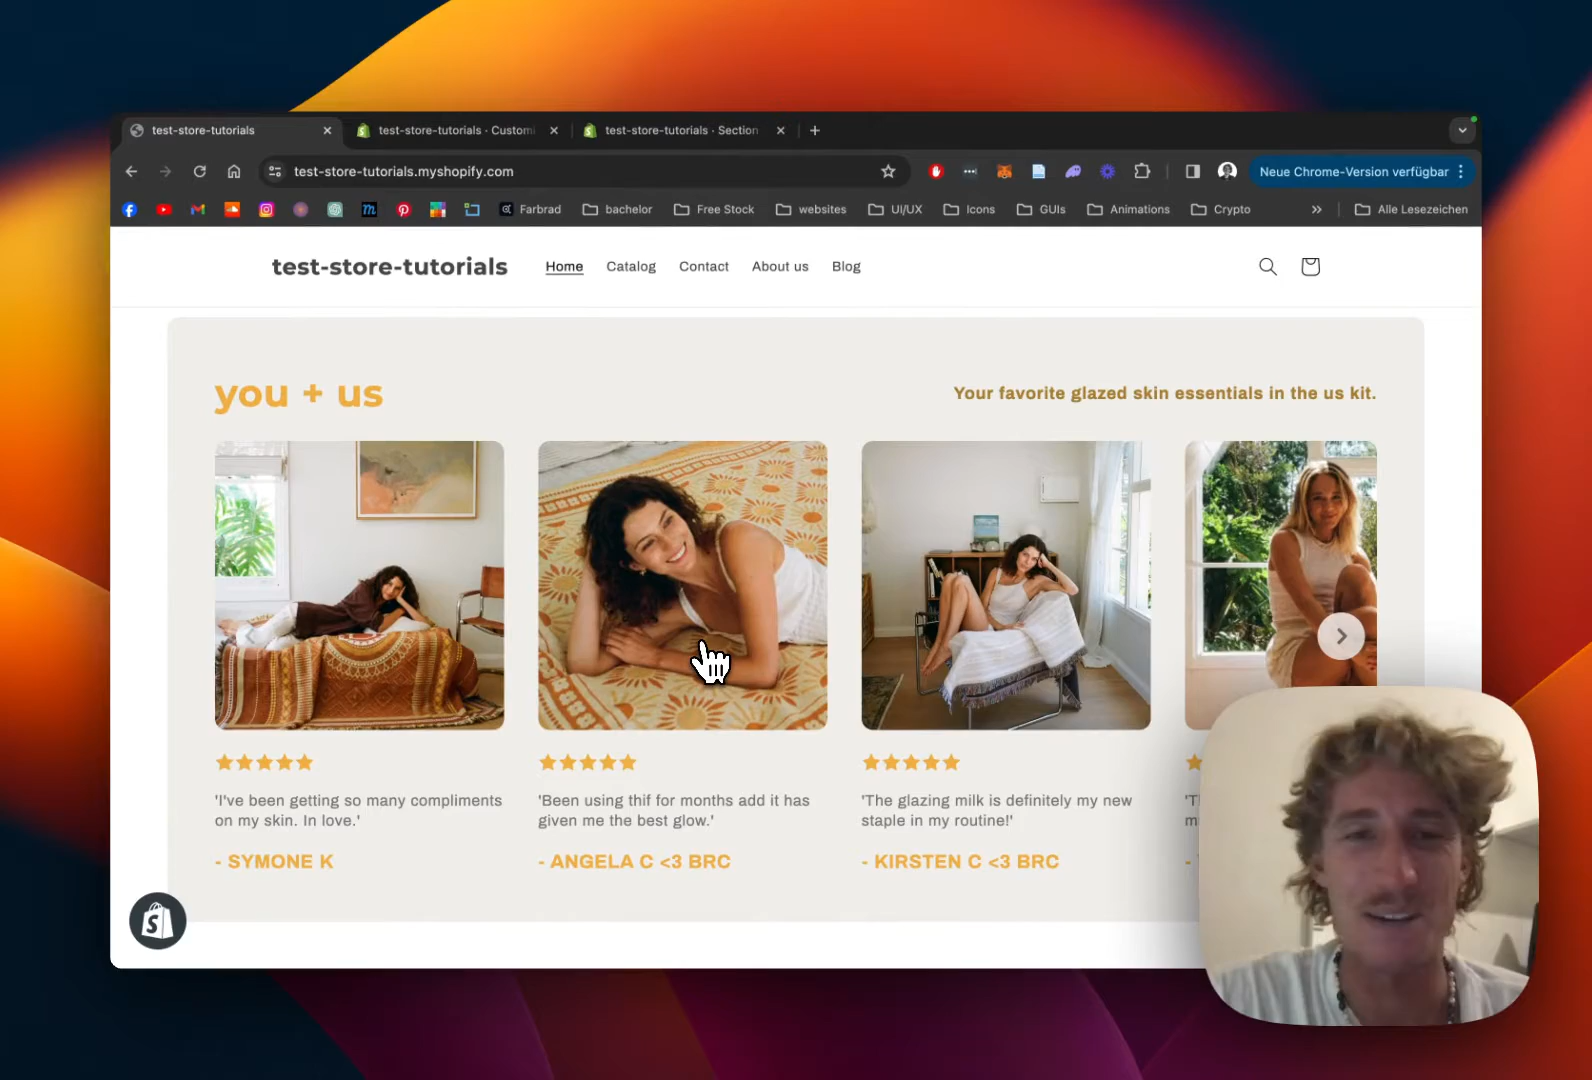 test-store-tutorials
test-store-tutorials · Customi
test-store-tutorials · Section
test-store-tutorials.myshopify.com
Neue Chrome-Version verfügbar
Farbrad
bachelor
Free Stock
websites
UI/UX
Icons
GUIs
Animations
Crypto
Alle Lesezeichen
test-store-tutorials
Home
Catalog
Contact
About us
Blog
you + us
Your favorite glazed skin essentials in the us kit.
'I've been getting so many compliments
on my skin. In love.'
- SYMONE K
'Been using thif for months add it has
given me the best glow.'
- ANGELA C <3 BRC
'The glazing milk is definitely my new
staple in my routine!'
- KIRSTEN C <3 BRC